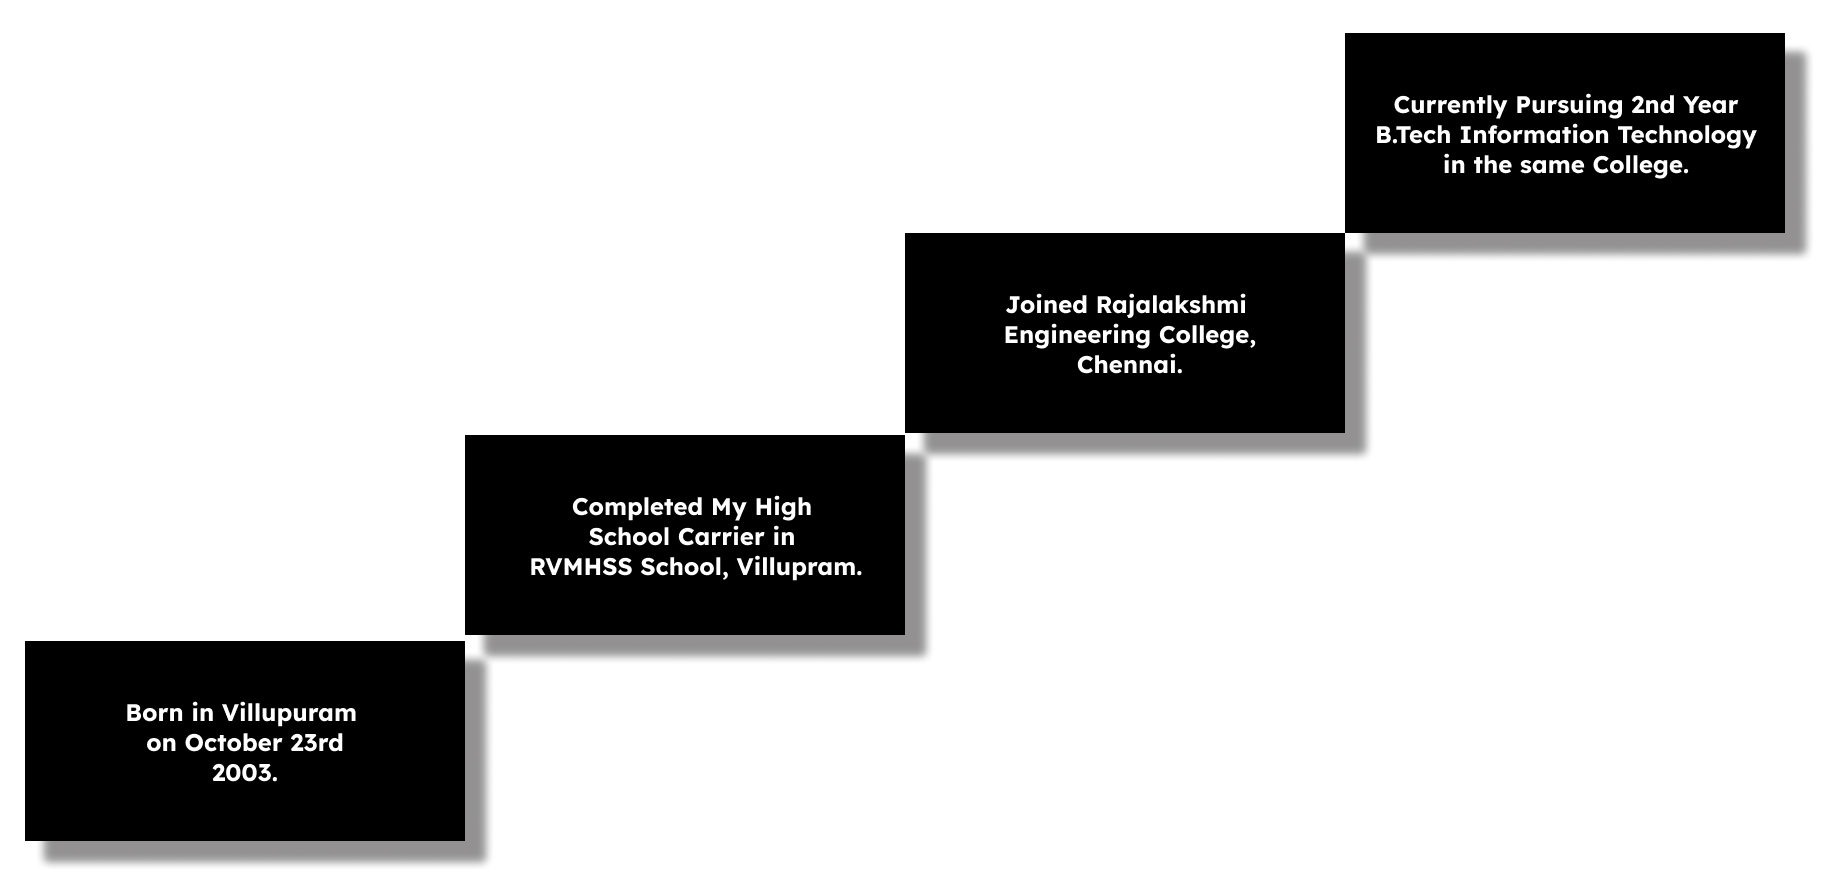 Currently Pursuing 2nd Year
B.Tech Information Technology
in the same College.
Joined Rajalakshmi
Engineering College,
Chennai.
Completed My High
School Carrier in
RVMHSS School, Villupram.
Born in Villupuram
on October 23rd
2003.